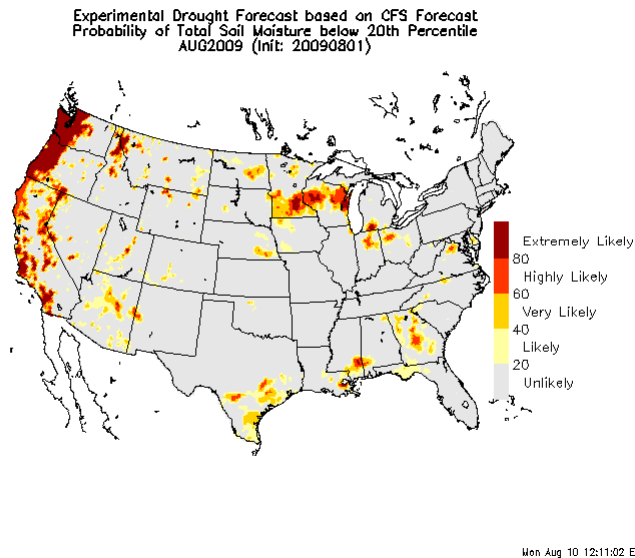 Experimental Drought Forecast based on CFS Forecast
Probability of Total Soil Moisture below 20th Percentile
AUG2009 (Init: 20090801)
Extremely Likely
80
Highly Likely
60
Very Likely
40
Likely
20
Unlikely
Mon Aug 10 12:11:02 E